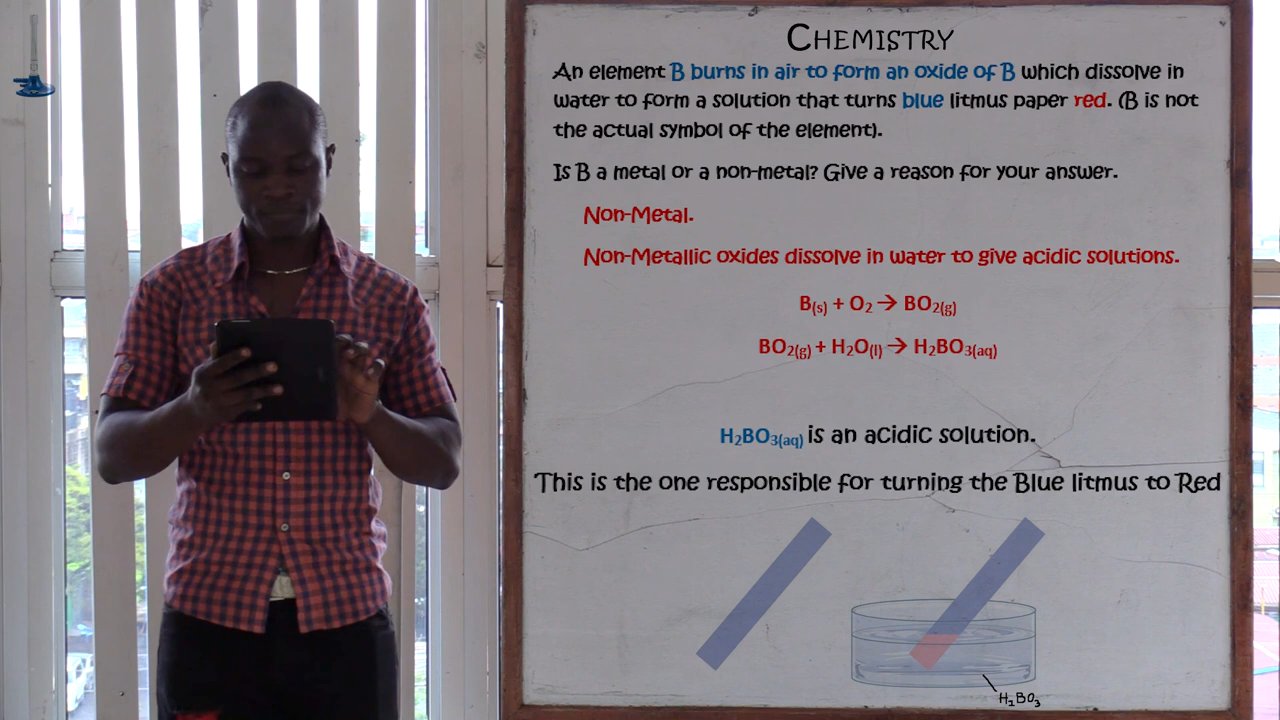 CHEMISTRY
An element B burns in air to form an oxide of B which dissolve in
water to form a solution that turns blue litmus paper red. (B is not
the actual symbol of the element).
Is B a metal or a non-metal? Give a reason for your answer.
Non-Metal.
Non-Metallic oxides dissolve in water to give acidic solutions.
B(s) + O₂ → BO₂(g)
BO₂(g) + H₂O(l) → H₂BO₃(aq)
H₂BO₃(aq) is an acidic solution.
This is the one responsible for turning the Blue litmus to Red
H₂BO₃